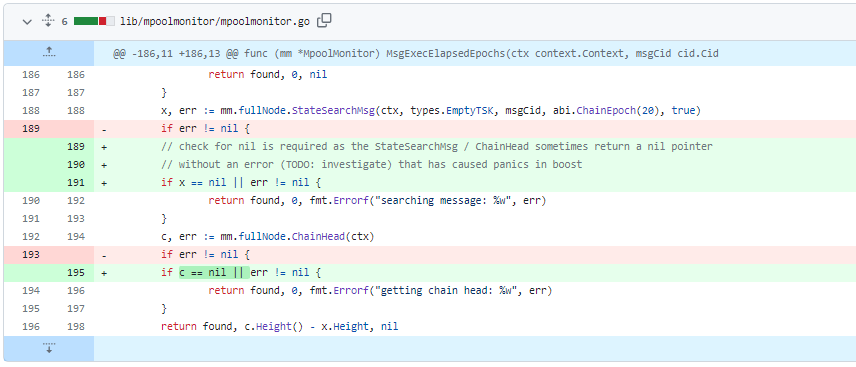 6 lib/mpoolmonitor/mpoolmonitor.go
@@ -186,11 +186,13 @@ func (mm *MpoolMonitor) MsgExecElapsedEpochs(ctx context.Context, msgCid cid.Cid
186 186 return found, 0, nil
187 187 }
188 188 x, err := mm.fullNode.StateSearchMsg(ctx, types.EmptyTSK, msgCid, abi.ChainEpoch(20), true)
189 - if err != nil {
189 + // check for nil is required as the StateSearchMsg / ChainHead sometimes return a nil pointer
190 + // without an error (TODO: investigate) that has caused panics in boost
191 + if x == nil || err != nil {
190 192 return found, 0, fmt.Errorf("searching message: %w", err)
191 193 }
192 194 c, err := mm.fullNode.ChainHead(ctx)
193 - if err != nil {
195 + if c == nil || err != nil {
194 196 return found, 0, fmt.Errorf("getting chain head: %w", err)
195 197 }
196 198 return found, c.Height() - x.Height, nil